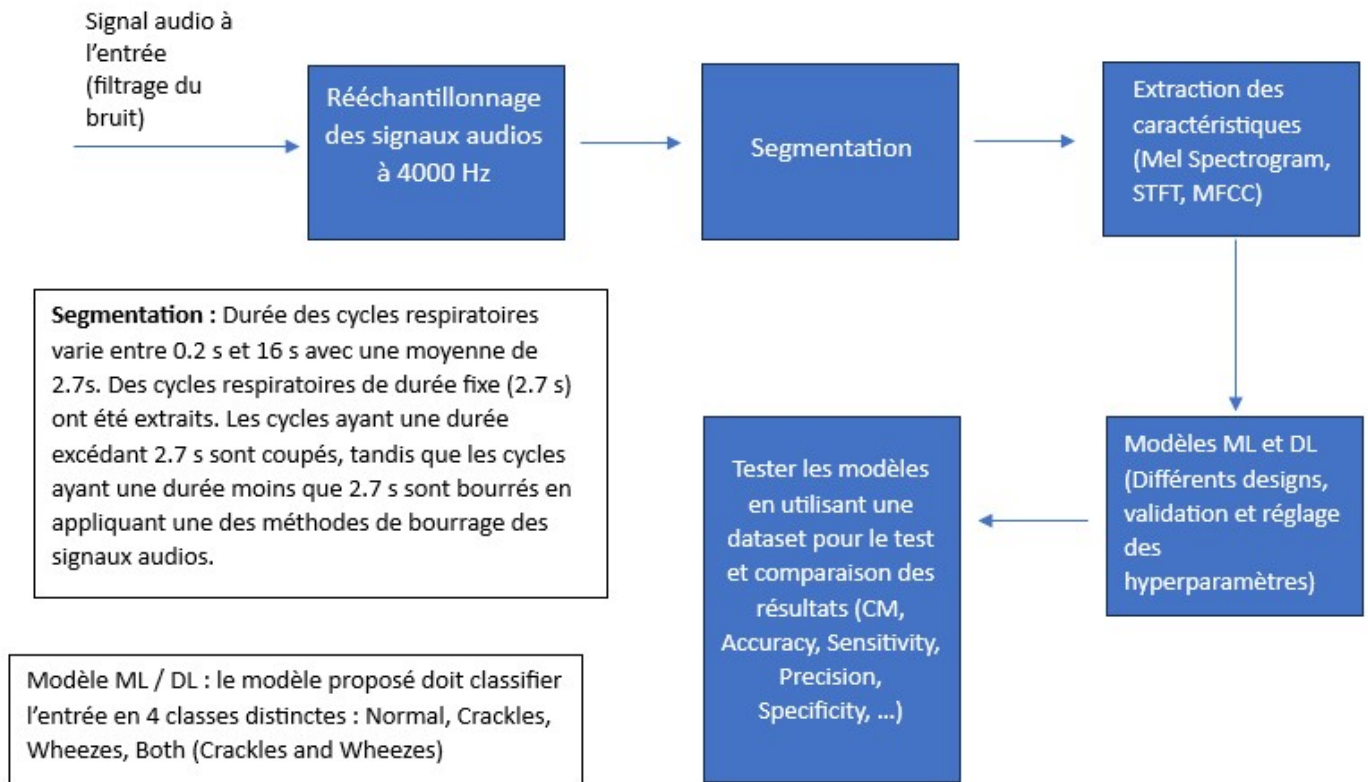 Signal audio à
l'entrée
(filtrage du
bruit)
Rééchantillonnage
des signaux audios
à 4000 Hz
Segmentation
Extraction des
caractéristiques
(Mel Spectrogram,
STFT, MFCC)
Segmentation : Durée des cycles respiratoires
varie entre 0.2 s et 16 s avec une moyenne de
2.7s. Des cycles respiratoires de durée fixe (2.7 s)
ont été extraits. Les cycles ayant une durée
excédant 2.7 s sont coupés, tandis que les cycles
ayant une durée moins que 2.7 s sont bourrés en
appliquant une des méthodes de bourrage des
signaux audios.
Modèles ML et DL
(Différents designs,
validation et réglage
des
hyperparamètres)
Tester les modèles
en utilisant une
dataset pour le test
et comparaison des
résultats (CM,
Accuracy, Sensitivity,
Precision,
Specificity, ...)
Modèle ML / DL : le modèle proposé doit classifier
l'entrée en 4 classes distinctes : Normal, Crackles,
Wheezes, Both (Crackles and Wheezes)